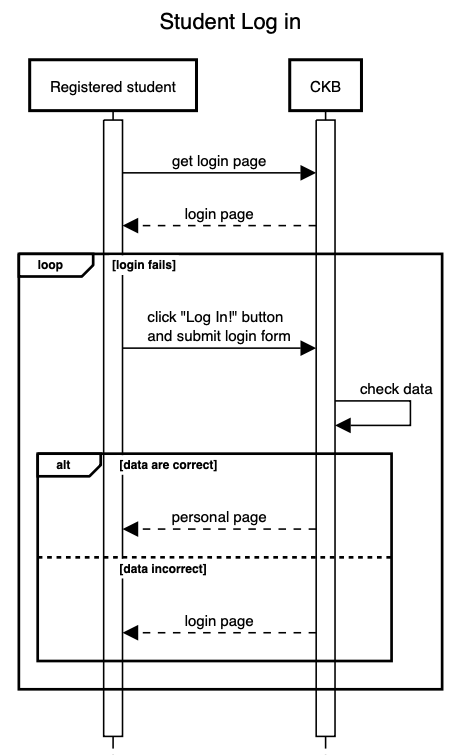 Student Log in
Registered student
CKB
get login page
login page
loop
[login fails]
click "Log In!" button
and submit login form
check data
alt
[data are correct]
personal page
[data incorrect]
login page